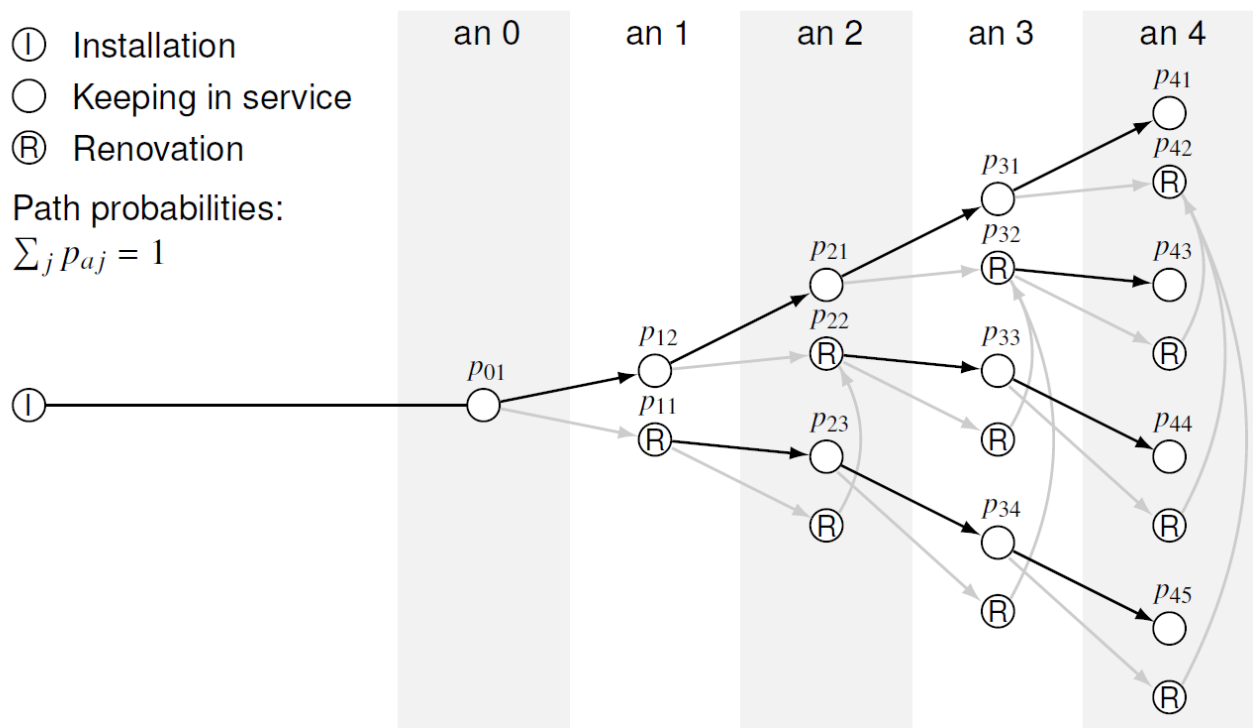 I Installation
Keeping in service
R Renovation
Path probabilities:
∑j paj = 1
an 0
an 1
an 2
an 3
an 4
I
p01
p12
p11
R
p21
p22
R
p23
R
p31
p32
R
p33
R
p34
R
p41
p42
R
p43
R
p44
R
p45
R